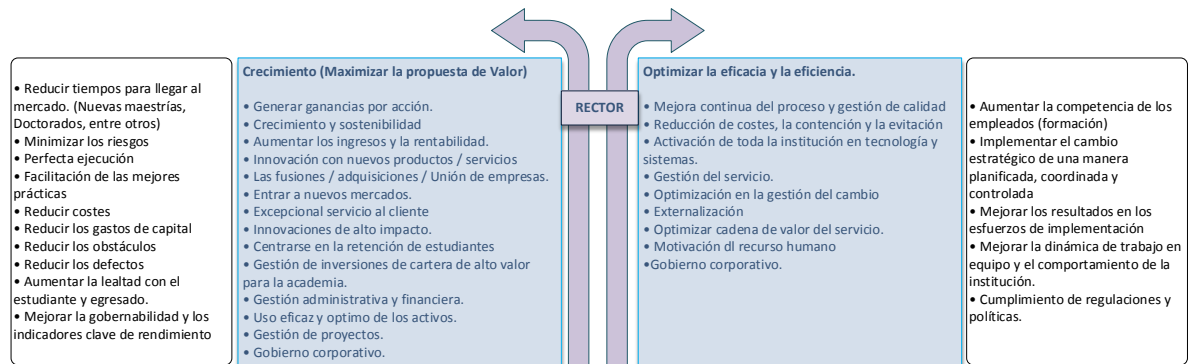 • Reducir tiempos para llegar al
mercado. (Nuevas maestrías,
Doctorados, entre otros)
• Minimizar los riesgos
• Perfecta ejecución
• Facilitación de las mejores
prácticas
• Reducir costes
• Reducir los gastos de capital
• Reducir los obstáculos
• Reducir los defectos
• Aumentar la lealtad con el
estudiante y egresado.
• Mejorar la gobernabilidad y los
indicadores clave de rendimiento
Crecimiento (Maximizar la propuesta de Valor)
• Generar ganancias por acción.
• Crecimiento y sostenibilidad
• Aumentar los ingresos y la rentabilidad.
• Innovación con nuevos productos / servicios
• Las fusiones / adquisiciones / Unión de empresas.
• Entrar a nuevos mercados.
• Excepcional servicio al cliente
• Innovaciones de alto impacto.
• Centrarse en la retención de estudiantes
• Gestión de inversiones de cartera de alto valor
para la academia.
• Gestión administrativa y financiera.
• Uso eficaz y optimo de los activos.
• Gestión de proyectos.
• Gobierno corporativo.
RECTOR
Optimizar la eficacia y la eficiencia.
• Mejora continua del proceso y gestión de calidad
• Reducción de costes, la contención y la evitación
• Activación de toda la institución en tecnología y
sistemas.
• Gestión del servicio.
• Optimización en la gestión del cambio
• Externalización
• Optimizar cadena de valor del servicio.
• Motivación dl recurso humano
•Gobierno corporativo.
• Aumentar la competencia de los
empleados (formación)
• Implementar el cambio
estratégico de una manera
planificada, coordinada y
controlada
• Mejorar los resultados en los
esfuerzos de implementación
• Mejorar la dinámica de trabajo en
equipo y el comportamiento de la
institución.
• Cumplimiento de regulaciones y
políticas.